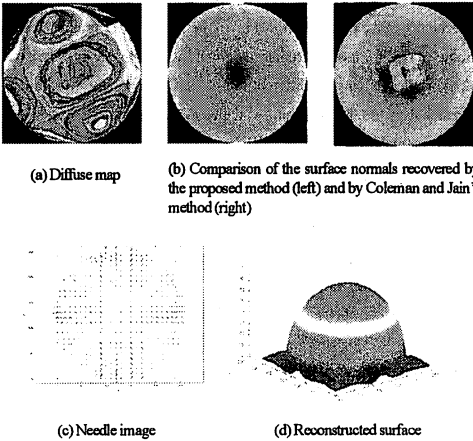 (a) Diffuse map
(b) Comparison of the surface normals recovered by
the proposed method (left) and by Coleman and Jain'
method (right)
(c) Needle image
(d) Reconstructed surface